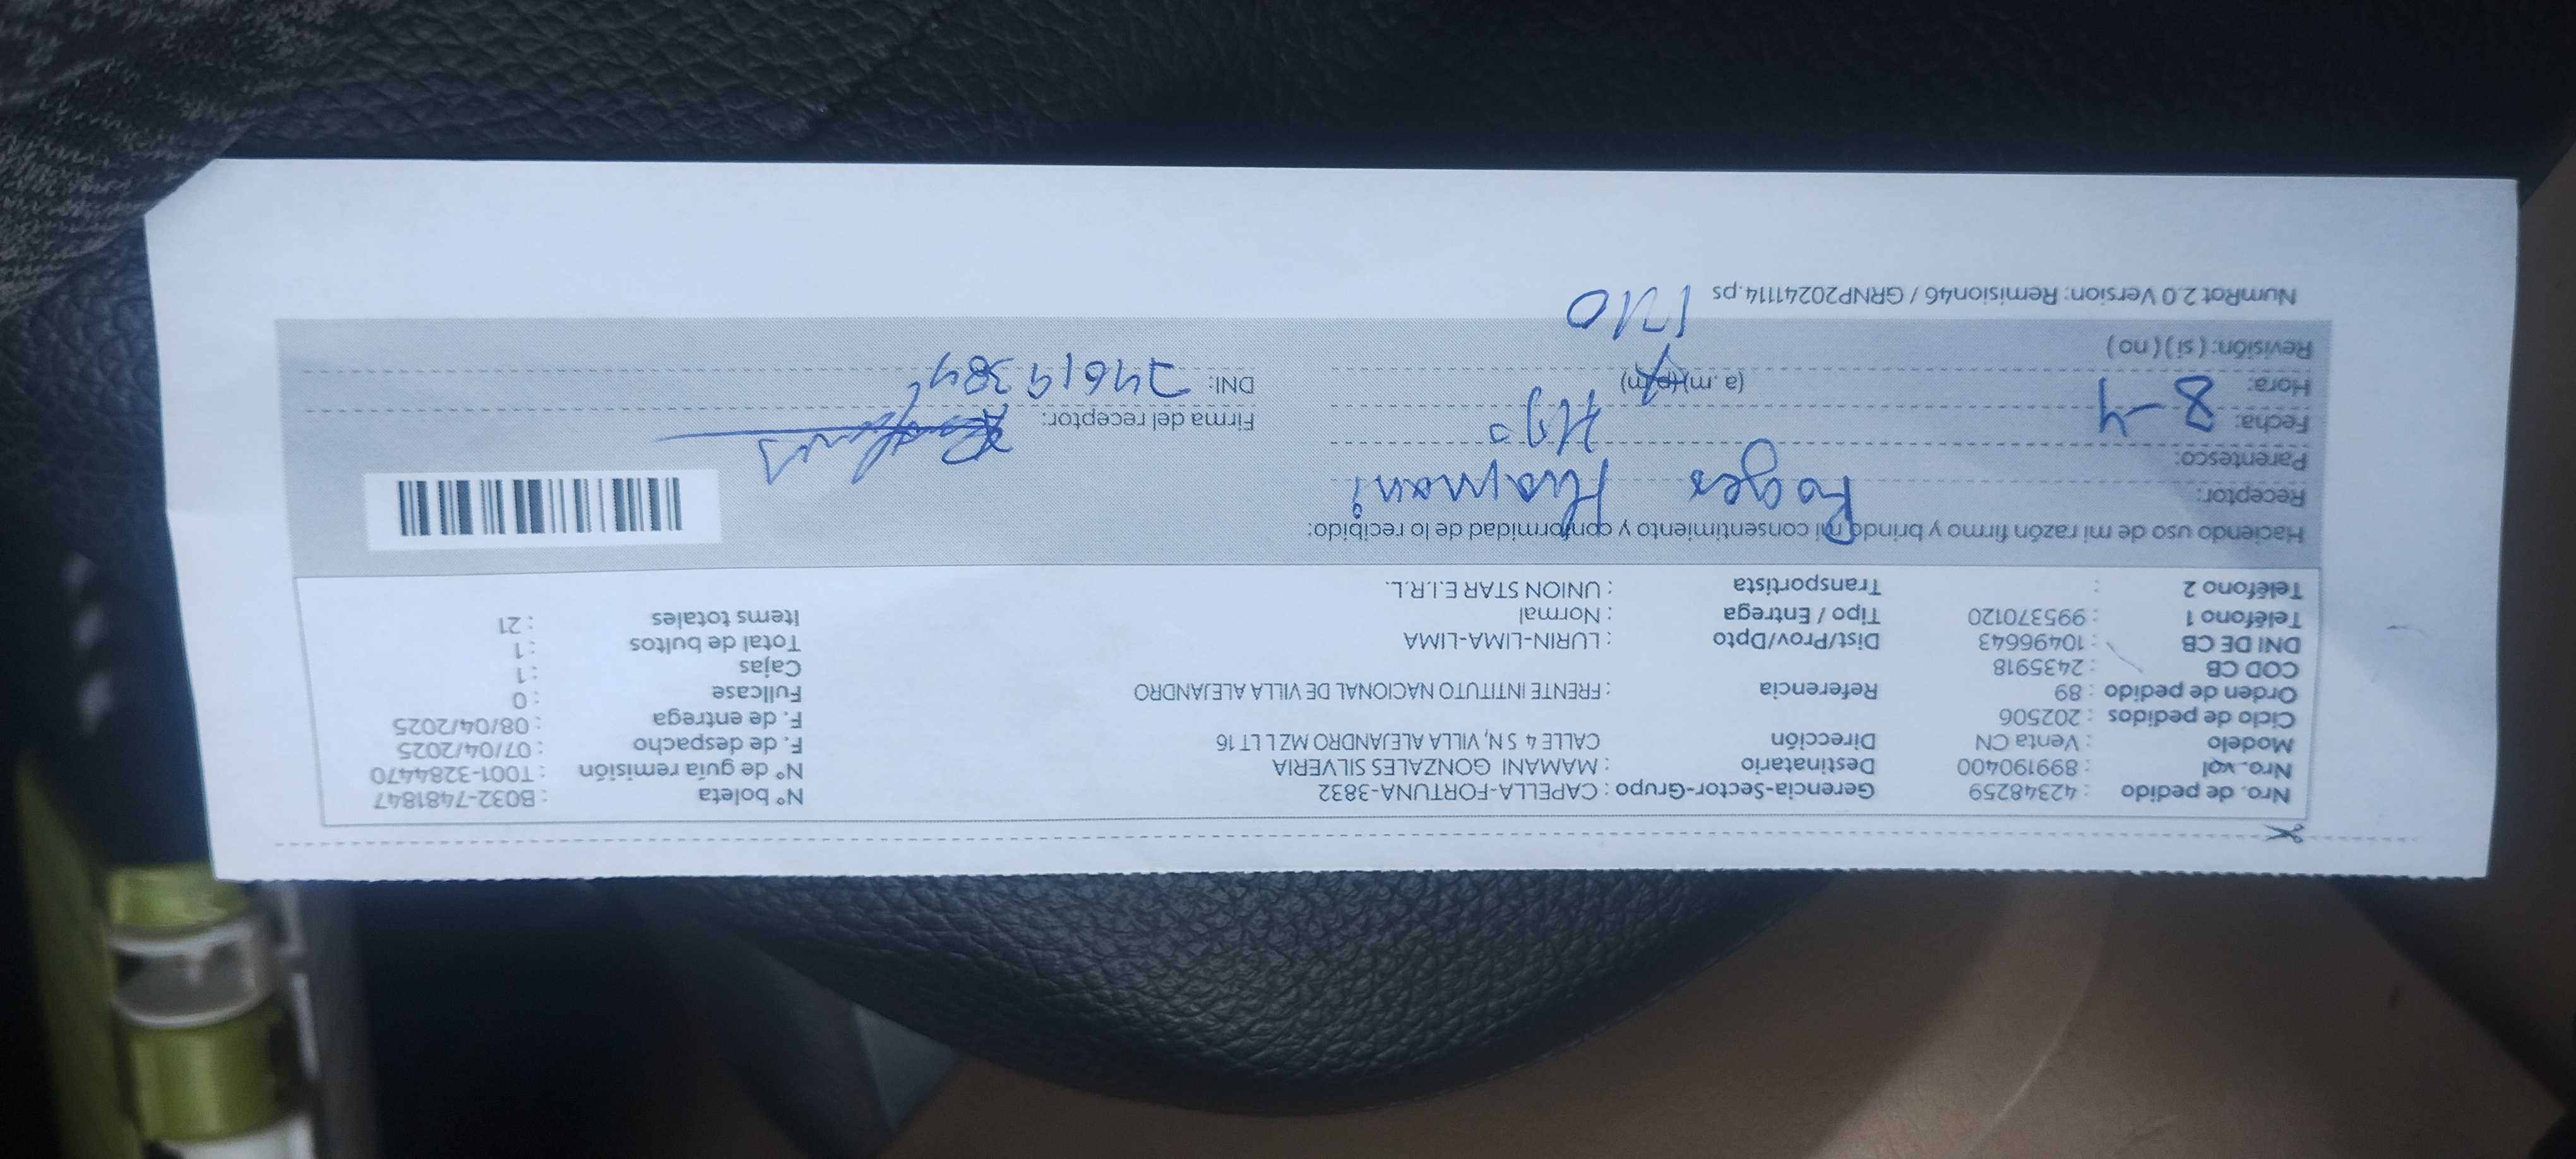 Nro. de pedido : 42348259 Gerencia-Sector-Grupo : CAPELLA-FORTUNA-3832 N° boleta : B032-7481847
Nro. vol : 899190400 Destinatario : MAMANI GONZALES SILVERIA N° de guía remisión : T001-3284470
Modelo : Venta CN Dirección CALLE 4 SN, VILLA ALEJANDRO MZ L LT 16 F. de despacho : 07/04/2025
Ciclo de pedidos : 202506 F. de entrega : 08/04/2025
Orden de pedido : 89 Referencia : FRENTE INTITUTO NACIONAL DE VILLA ALEJANDRO Fullcase : 0
COD CB : 2435918 Cajas : 1
DNI DE CB : 10496643 Dist/Prov/Dpto : LURIN-LIMA-LIMA Total de bultos : 1
Teléfono 1 : 995370120 Tipo / Entrega : Normal Items totales : 21
Teléfono 2 : Transportista : UNION STAR E.I.R.L.
Haciendo uso de mi razón firmo y brindo mi consentimiento y conformidad de lo recibido:
Receptor: Roger Huamani
Parentesco: Hijo
Fecha: 8-4 Firma del receptor:
Hora: (a.m)(p.m) DNI:
Revisión: (si)(no) 1210
NumRot 2.0 Version: Remision46 / GRNP20241114.ps